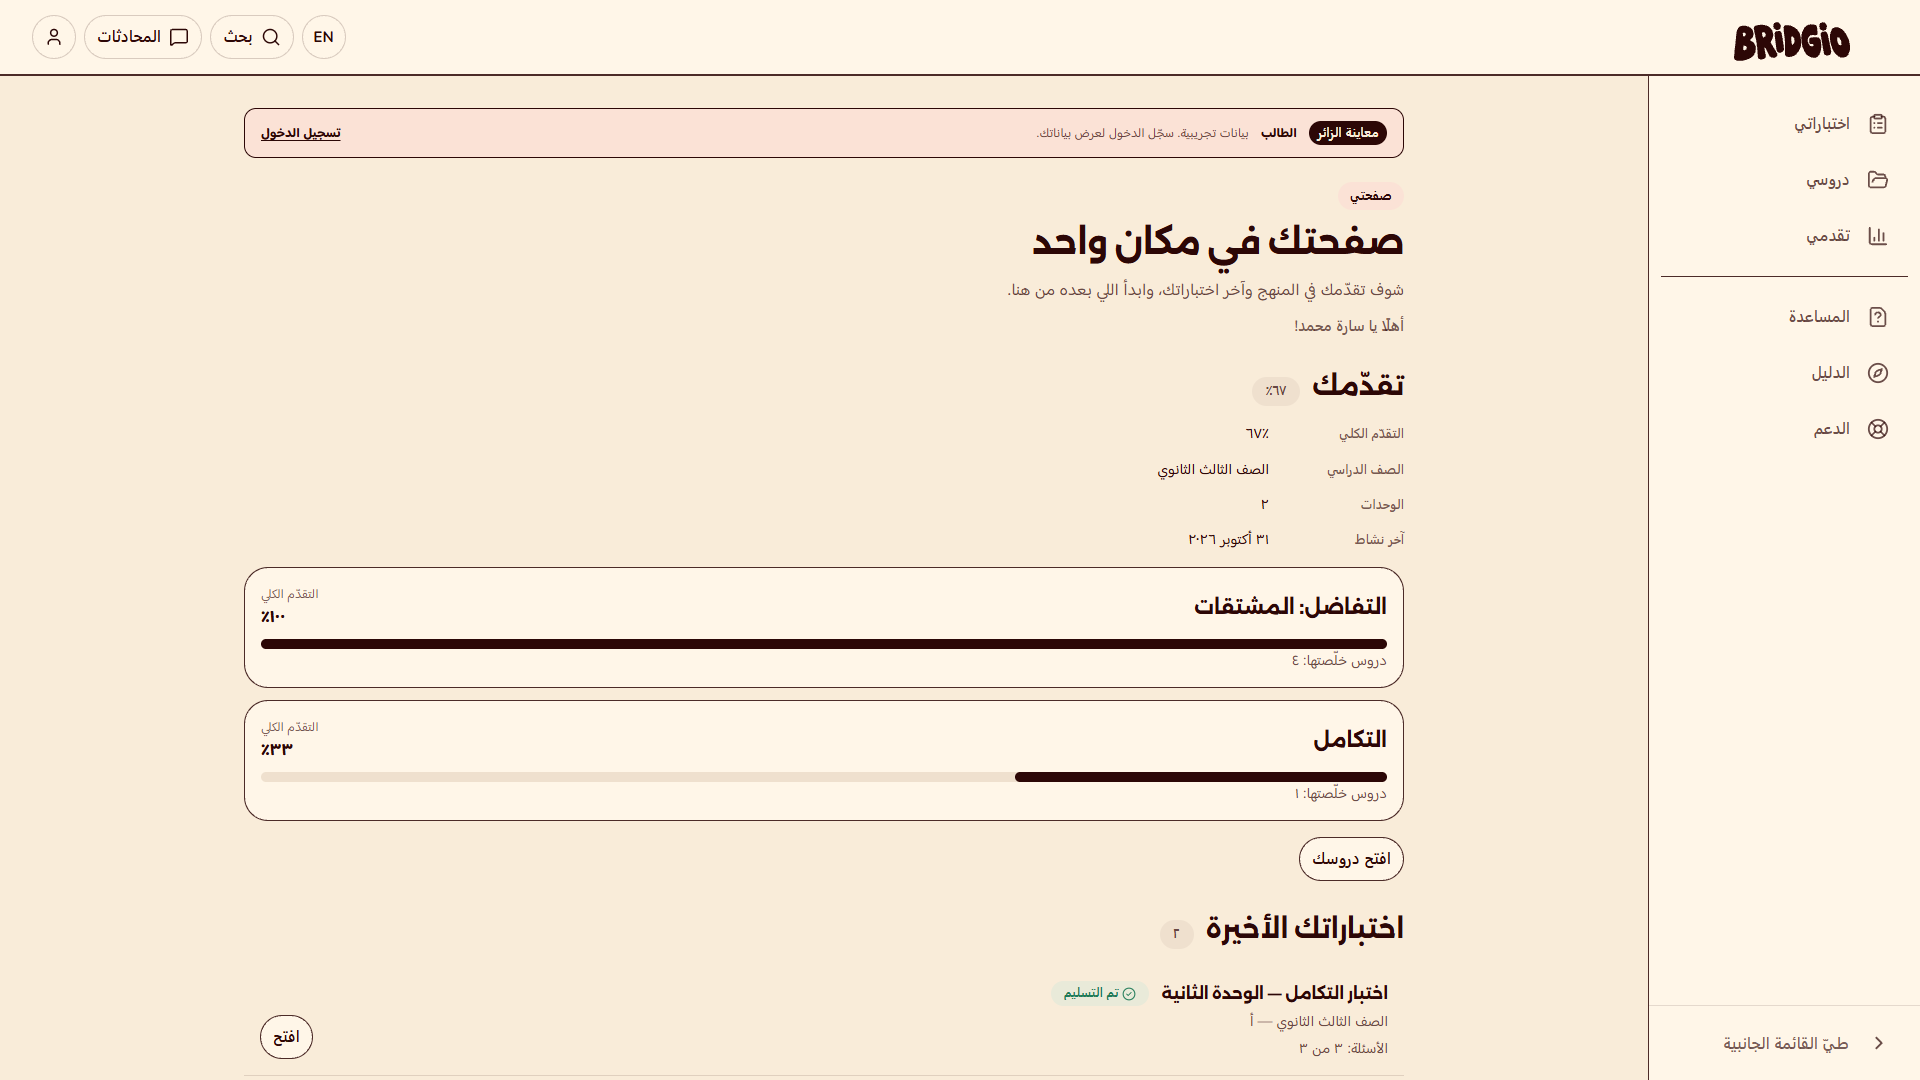 BRiDGiO
EN
بحث
المحادثات
اختباراتي
دروسي
تقدمي
المساعدة
الدليل
الدعم
طيّ القائمة الجانبية
معاينة الزائر الطالب بيانات تجريبية. سجّل الدخول لعرض بياناتك. تسجيل الدخول
صفحتي
صفحتك في مكان واحد
شوف تقدّمك في المنهج وآخر اختباراتك، وابدأ اللي بعده من هنا.
أهلًا يا سارة محمد!
تقدّمك ٦٧٪
التقدّم الكلي ٦٧٪
الصف الدراسي الصف الثالث الثانوي
الوحدات ٢
آخر نشاط ٣١ أكتوبر ٢٠٢٦
التفاضل: المشتقات
التقدّم الكلي
١٠٠٪
دروس خلّصتها: ٤
التكامل
التقدّم الكلي
٣٣٪
دروس خلّصتها: ١
افتح دروسك
اختباراتك الأخيرة ٢
اختبار التكامل — الوحدة الثانية تم التسليم
الصف الثالث الثانوي — أ
الأسئلة: ٣ من ٣
افتح